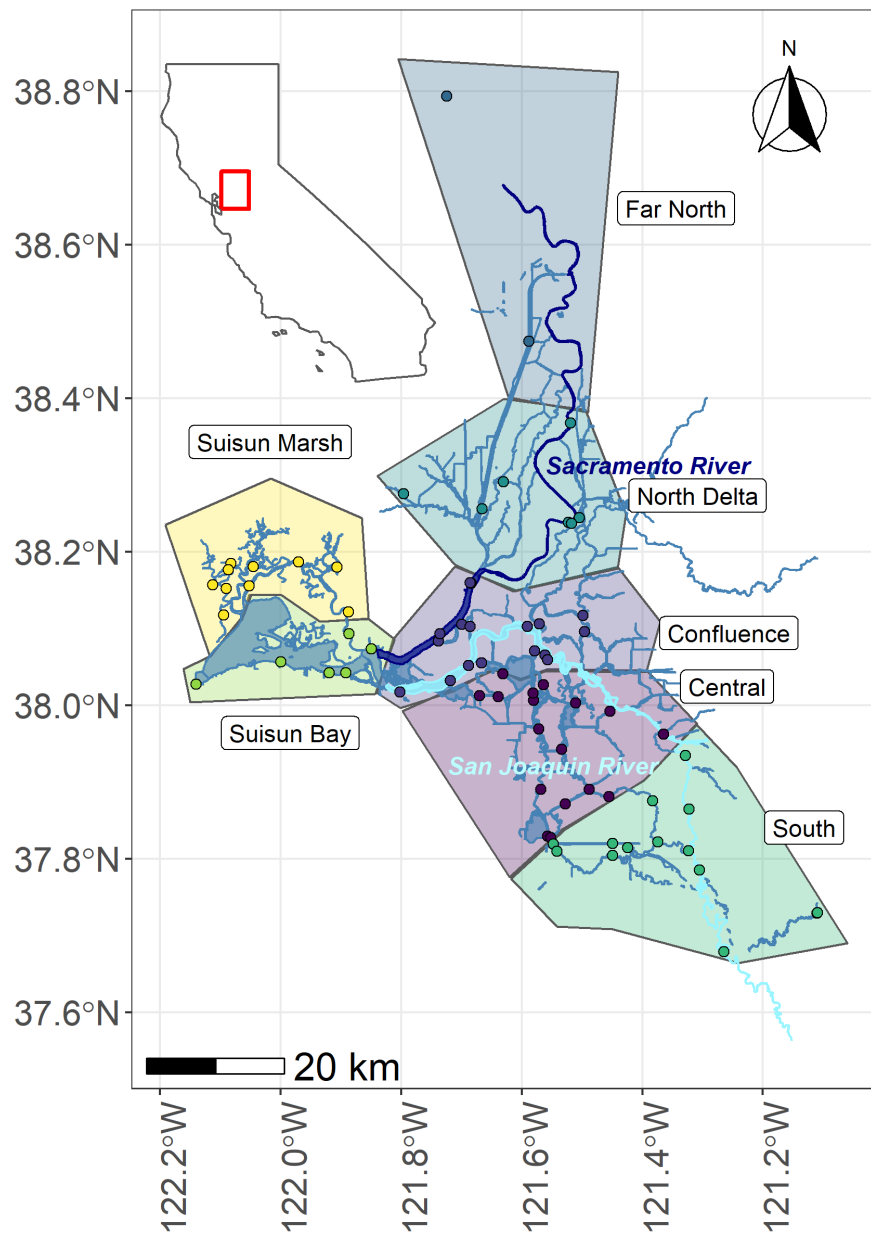 N
38.8°N
38.6°N
38.4°N
38.2°N
38.0°N
37.8°N
37.6°N
Far North
Suisun Marsh
Sacramento River
North Delta
Confluence
Central
Suisun Bay
San Joaquin River
South
20 km
122.2°W
122.0°W
121.8°W
121.6°W
121.4°W
121.2°W